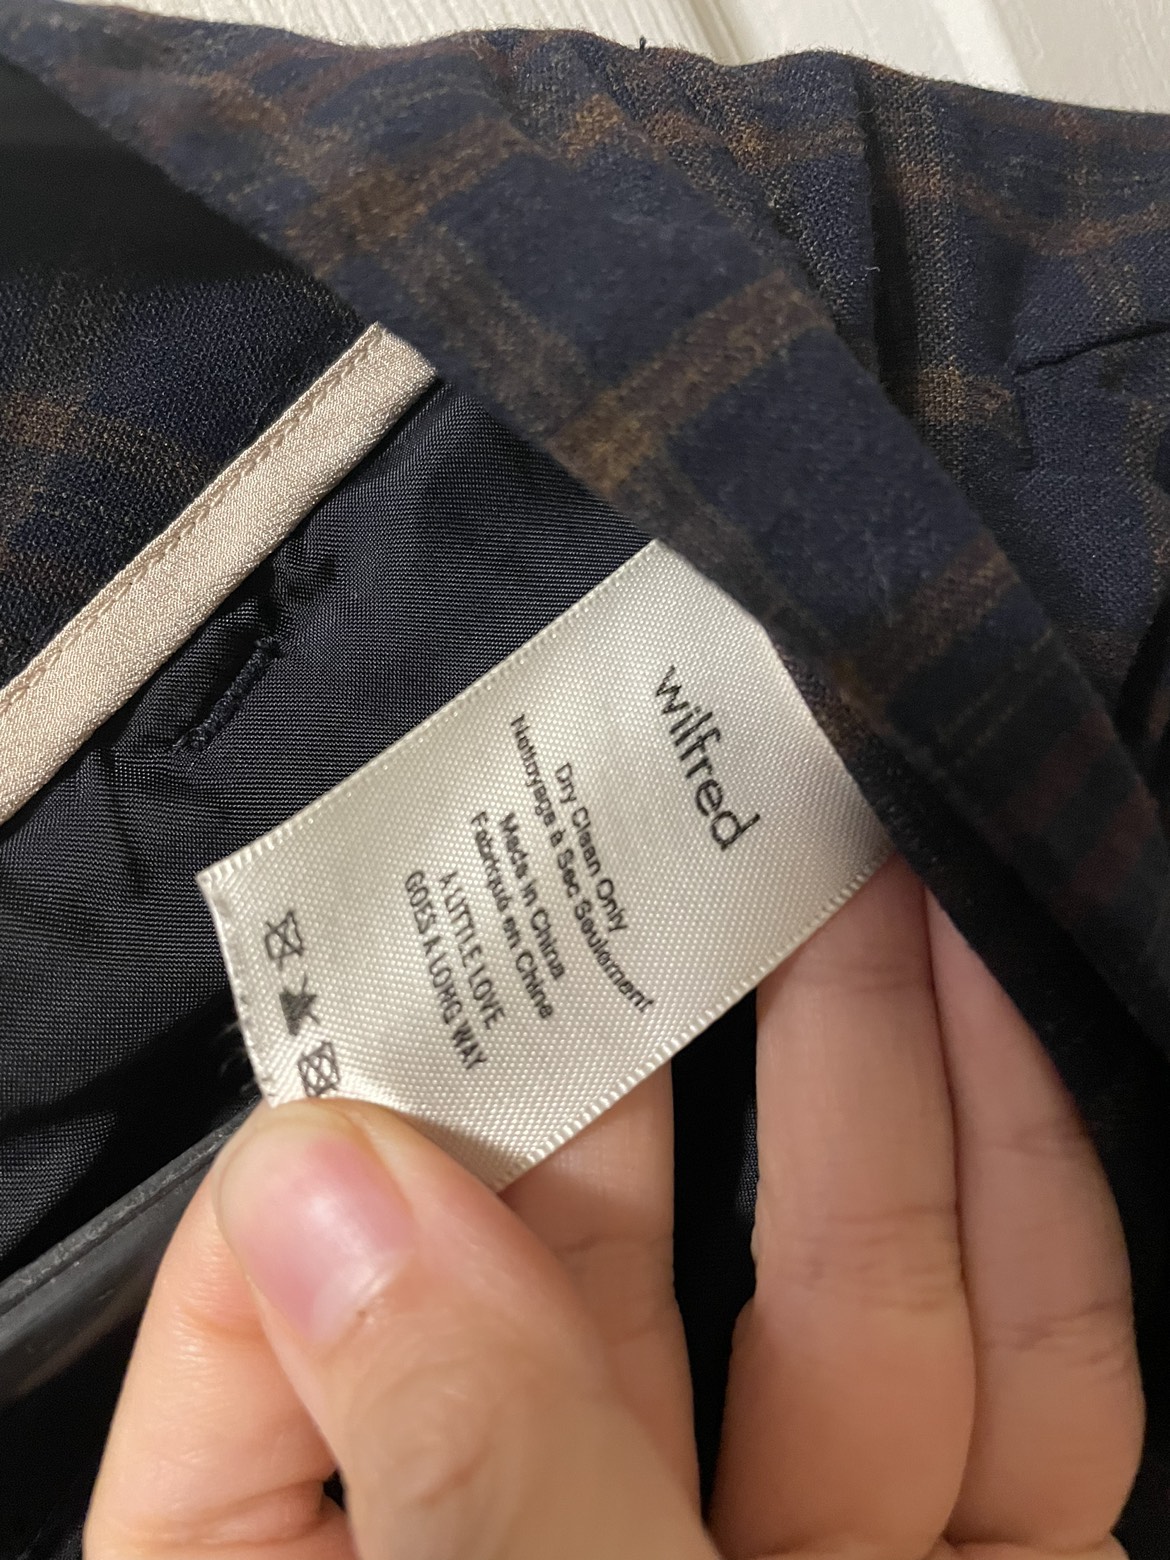 wilfred
Dry Clean Only
Nettoyage à Sec Seulement
Made in China
Fabriqué en Chine
A LITTLE LOVE
GOES A LONG WAY